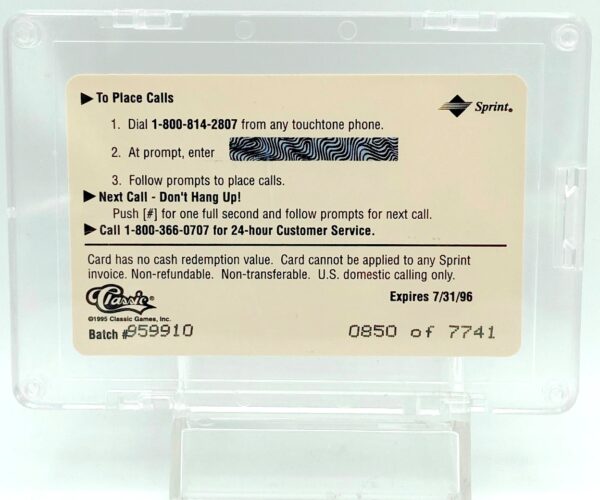 ▶ To Place Calls
Sprint.
1. Dial 1-800-814-2807 from any touchtone phone.
2. At prompt, enter
3. Follow prompts to place calls.
▶ Next Call - Don't Hang Up!
Push [#] for one full second and follow prompts for next call.
▶ Call 1-800-366-0707 for 24-hour Customer Service.
Card has no cash redemption value. Card cannot be applied to any Sprint
invoice. Non-refundable. Non-transferable. U.S. domestic calling only.
Classic®
Expires 7/31/96
©1995 Classic Games, Inc.
Batch #959910
0850 of 7741